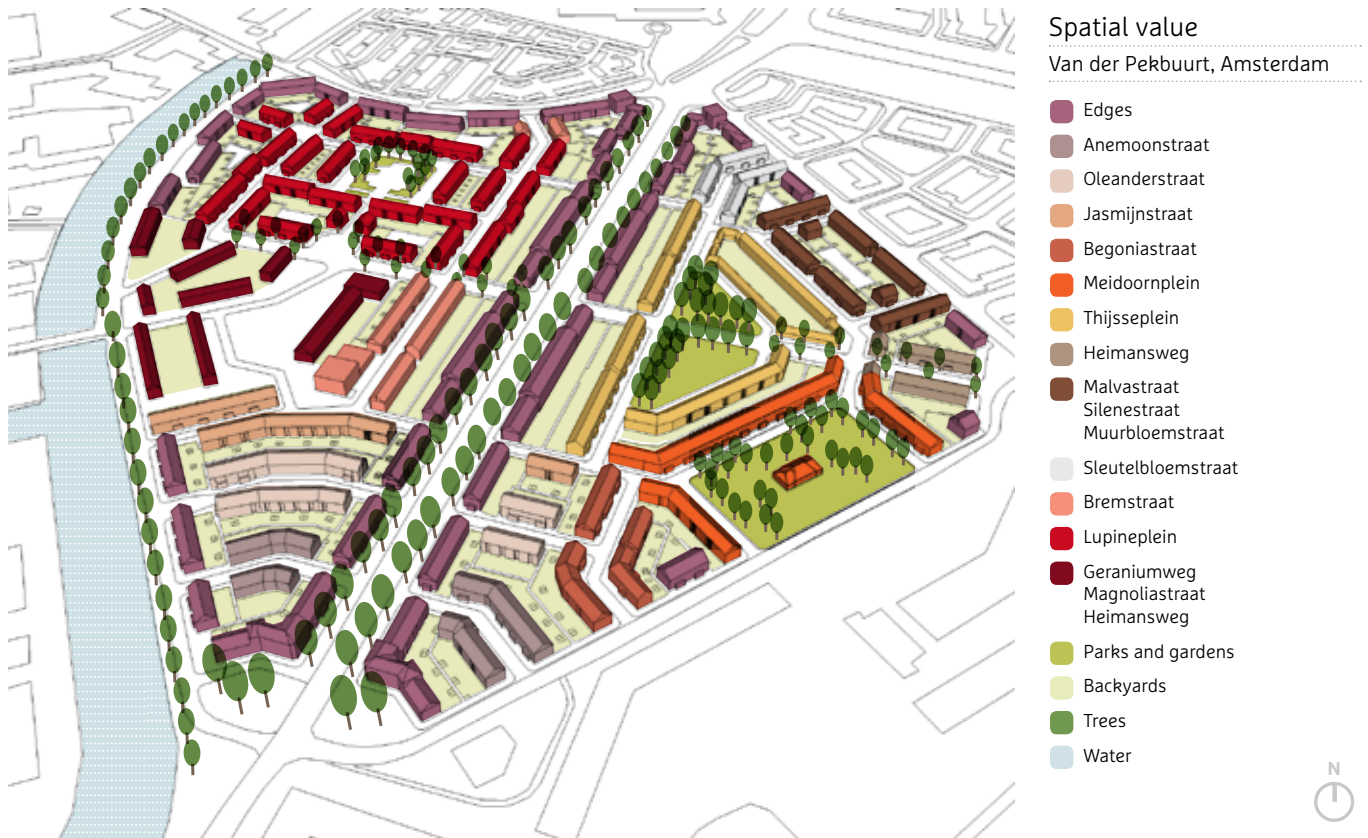 Spatial value
Van der Pekbuurt, Amsterdam
Edges
Anemoonstraat
Oleanderstraat
Jasmijnstraat
Begoniastraat
Meidoornplein
Thijsseplein
Heimansweg
Malvastraat
Silenestraat
Muurbloemstraat
Sleutelbloemstraat
Bremstraat
Lupineplein
Geraniumweg
Magnoliastraat
Heimansweg
Parks and gardens
Backyards
Trees
Water
N